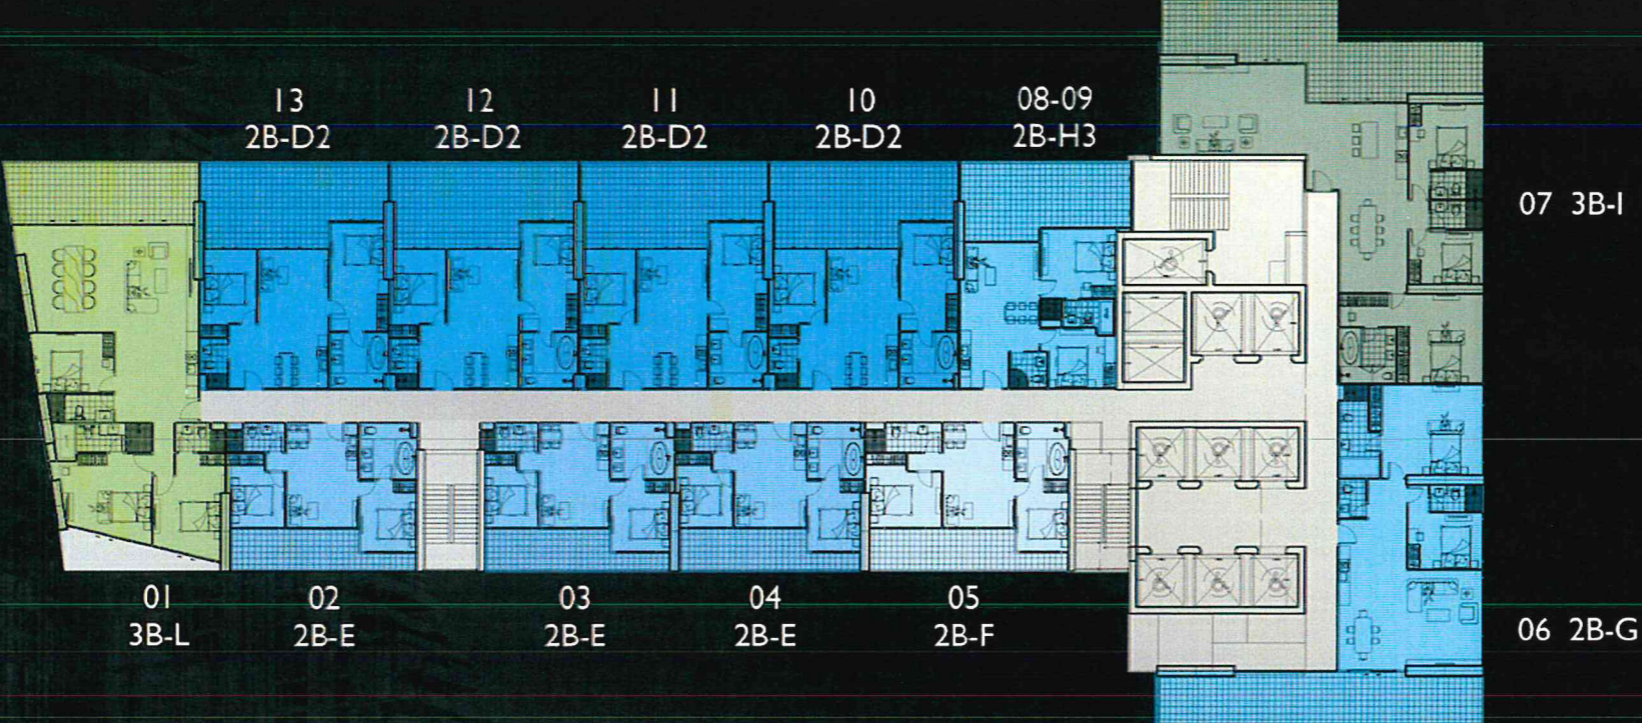 13
2B-D2
12
2B-D2
11
2B-D2
10
2B-D2
08-09
2B-H3
07 3B-I
01
3B-L
02
2B-E
03
2B-E
04
2B-E
05
2B-F
06 2B-G